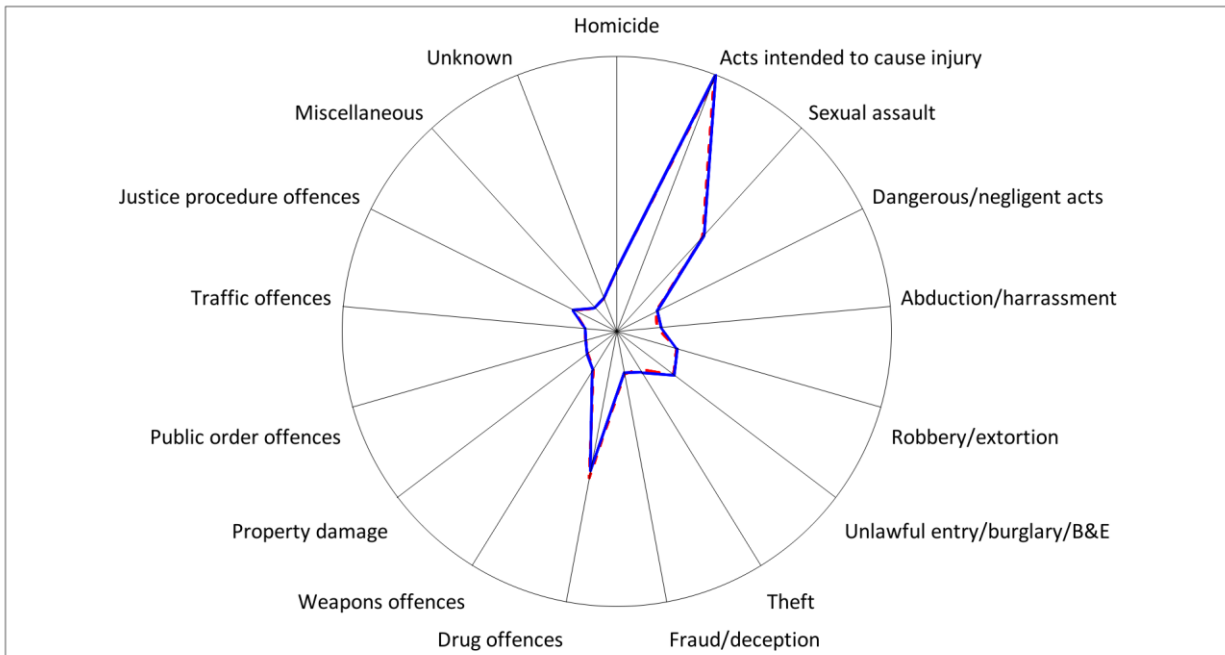 Homicide
Unknown
Acts intended to cause injury
Miscellaneous
Sexual assault
Justice procedure offences
Dangerous/negligent acts
Traffic offences
Abduction/harrassment
Public order offences
Robbery/extortion
Property damage
Unlawful entry/burglary/B&E
Weapons offences
Theft
Drug offences
Fraud/deception